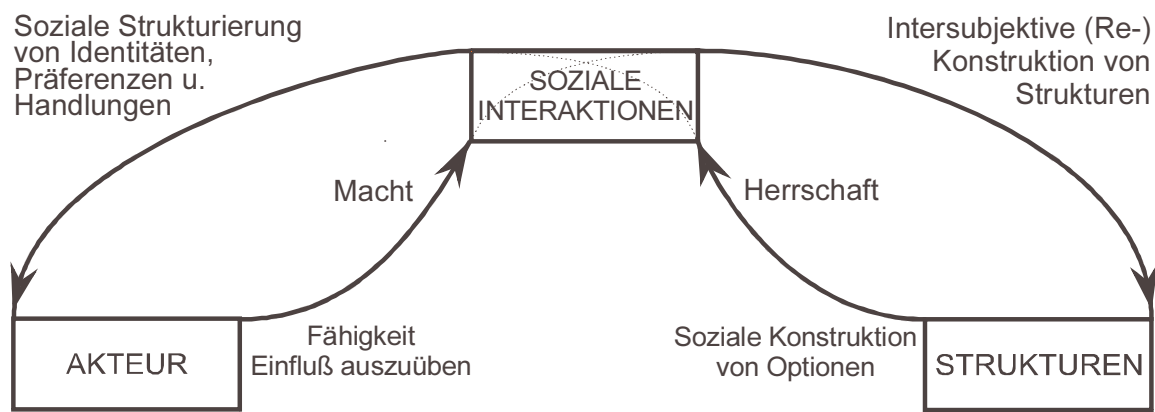 Soziale Strukturierung
von Identitäten,
Präferenzen u.
Handlungen
Intersubjektive (Re-)
Konstruktion von
Strukturen
SOZIALE
INTERAKTIONEN
Macht
Herrschaft
Fähigkeit
Einfluß auszuüben
Soziale Konstruktion
von Optionen
AKTEUR
STRUKTUREN